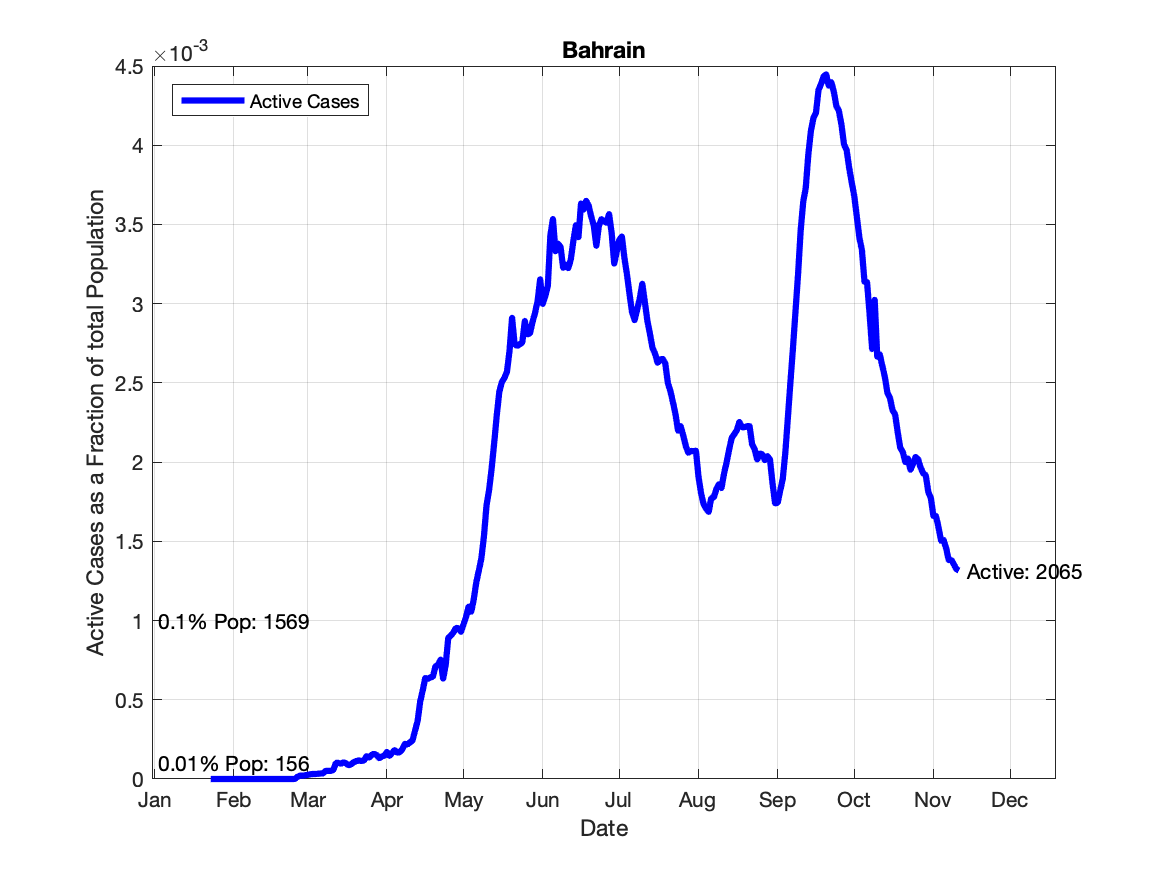 Bahrain
×10-3
Active Cases
4.5
4
3.5
3
2.5
2
1.5
1
0.5
0
Active Cases as a Fraction of total Population
0.1% Pop: 1569
0.01% Pop: 156
Active: 2065
Jan Feb Mar Apr May Jun Jul Aug Sep Oct Nov Dec
Date